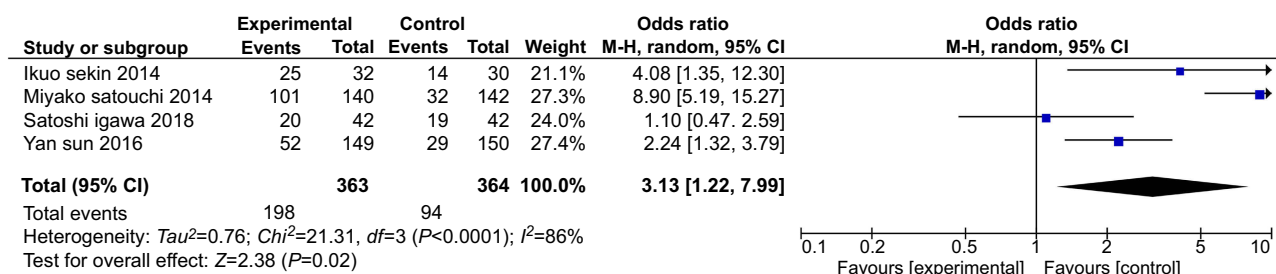 Experimental Control Odds ratio Odds ratio
Study or subgroup Events Total Events Total Weight M-H, random, 95% CI M-H, random, 95% CI
Ikuo sekin 2014 25 32 14 30 21.1% 4.08 [1.35, 12.30]
Miyako satouchi 2014 101 140 32 142 27.3% 8.90 [5.19, 15.27]
Satoshi igawa 2018 20 42 19 42 24.0% 1.10 [0.47. 2.59]
Yan sun 2016 52 149 29 150 27.4% 2.24 [1.32, 3.79]
Total (95% CI) 363 364 100.0% 3.13 [1.22, 7.99]
Total events 198 94
Heterogeneity: Tau²=0.76; Chi²=21.31, df=3 (P<0.0001); I²=86%
Test for overall effect: Z=2.38 (P=0.02)
0.1 0.2 0.5 1 2 5 10
Favours [experimental] Favours [control]